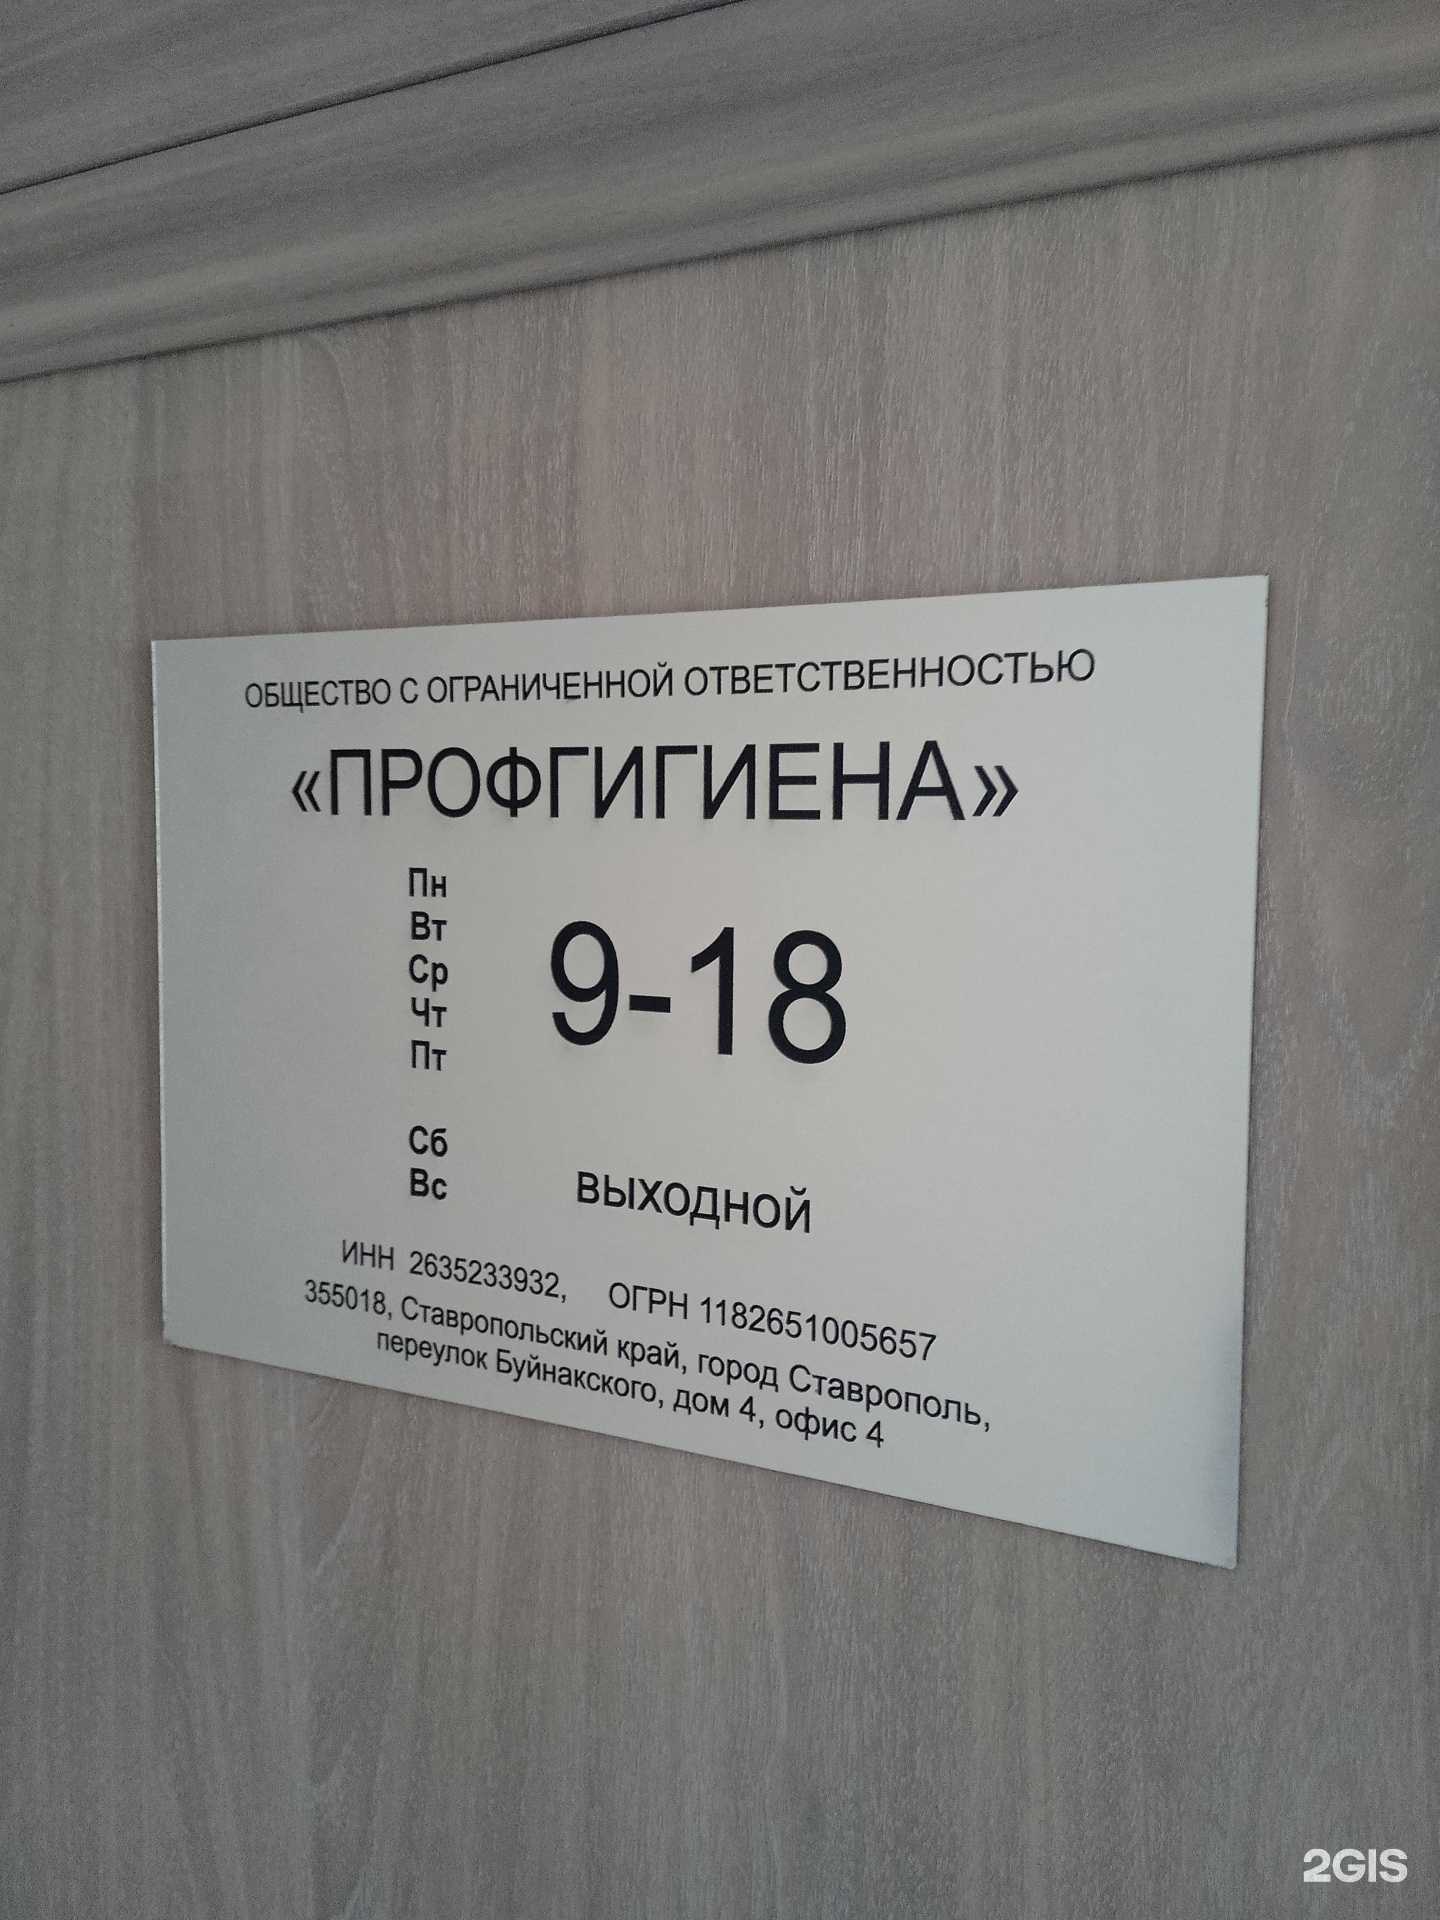 ОБЩЕСТВО С ОГРАНИЧЕННОЙ ОТВЕТСТВЕННОСТЬЮ
«ПРОФГИГИЕНА»
Пн
Вт
Ср
Чт
Пт
9-18
Сб
Вс
ВЫХОДНОЙ
ИНН 2635233932, ОГРН 1182651005657
355018, Ставропольский край, город Ставрополь,
переулок Буйнакского, дом 4, офис 4
2GIS